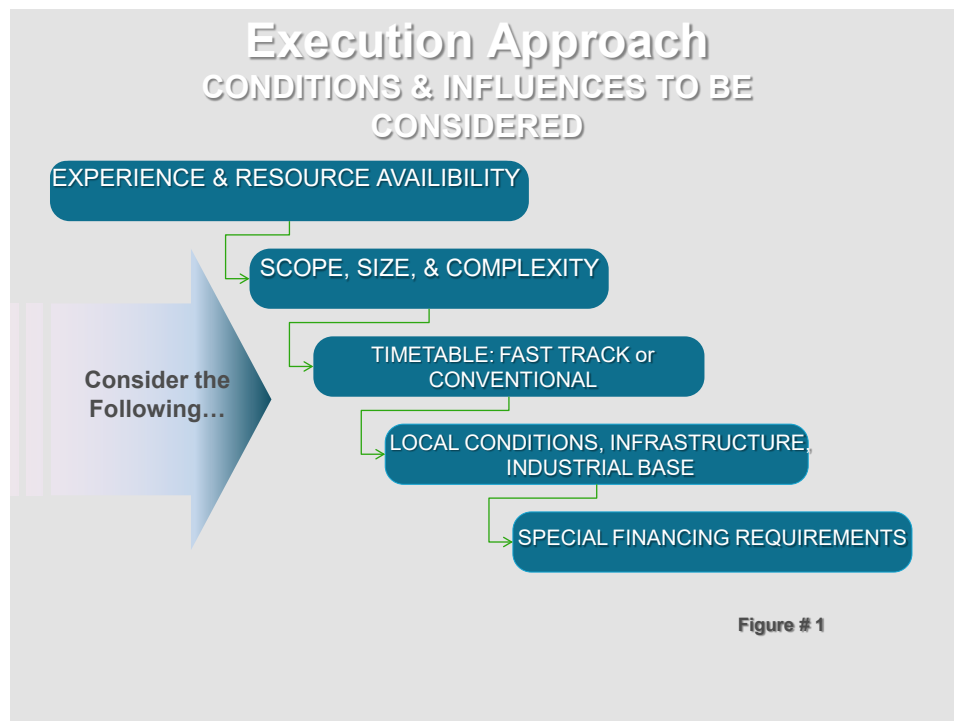 Execution Approach
CONDITIONS & INFLUENCES TO BE
CONSIDERED
EXPERIENCE & RESOURCE AVAILIBILITY
SCOPE, SIZE, & COMPLEXITY
TIMETABLE: FAST TRACK or
CONVENTIONAL
Consider the
Following…
LOCAL CONDITIONS, INFRASTRUCTURE,
INDUSTRIAL BASE
SPECIAL FINANCING REQUIREMENTS
Figure # 1